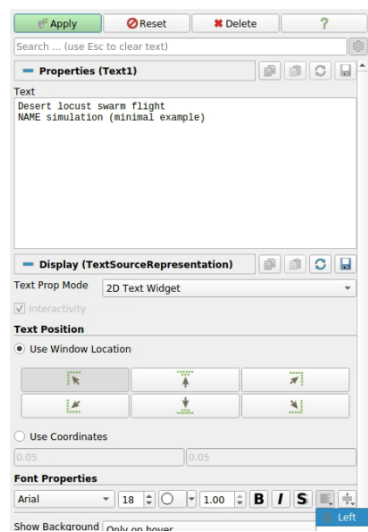 Apply Reset Delete ?
Search ... (use Esc to clear text)
Properties (Text1)
Text
Desert locust swarm flight
NAME simulation (minimal example)
Display (TextSourceRepresentation)
Text Prop Mode 2D Text Widget
Interactivity
Text Position
Use Window Location
Use Coordinates
0.05 0.05
Font Properties
Arial 18 1.00 B I S
Left
Show Background Only on hover